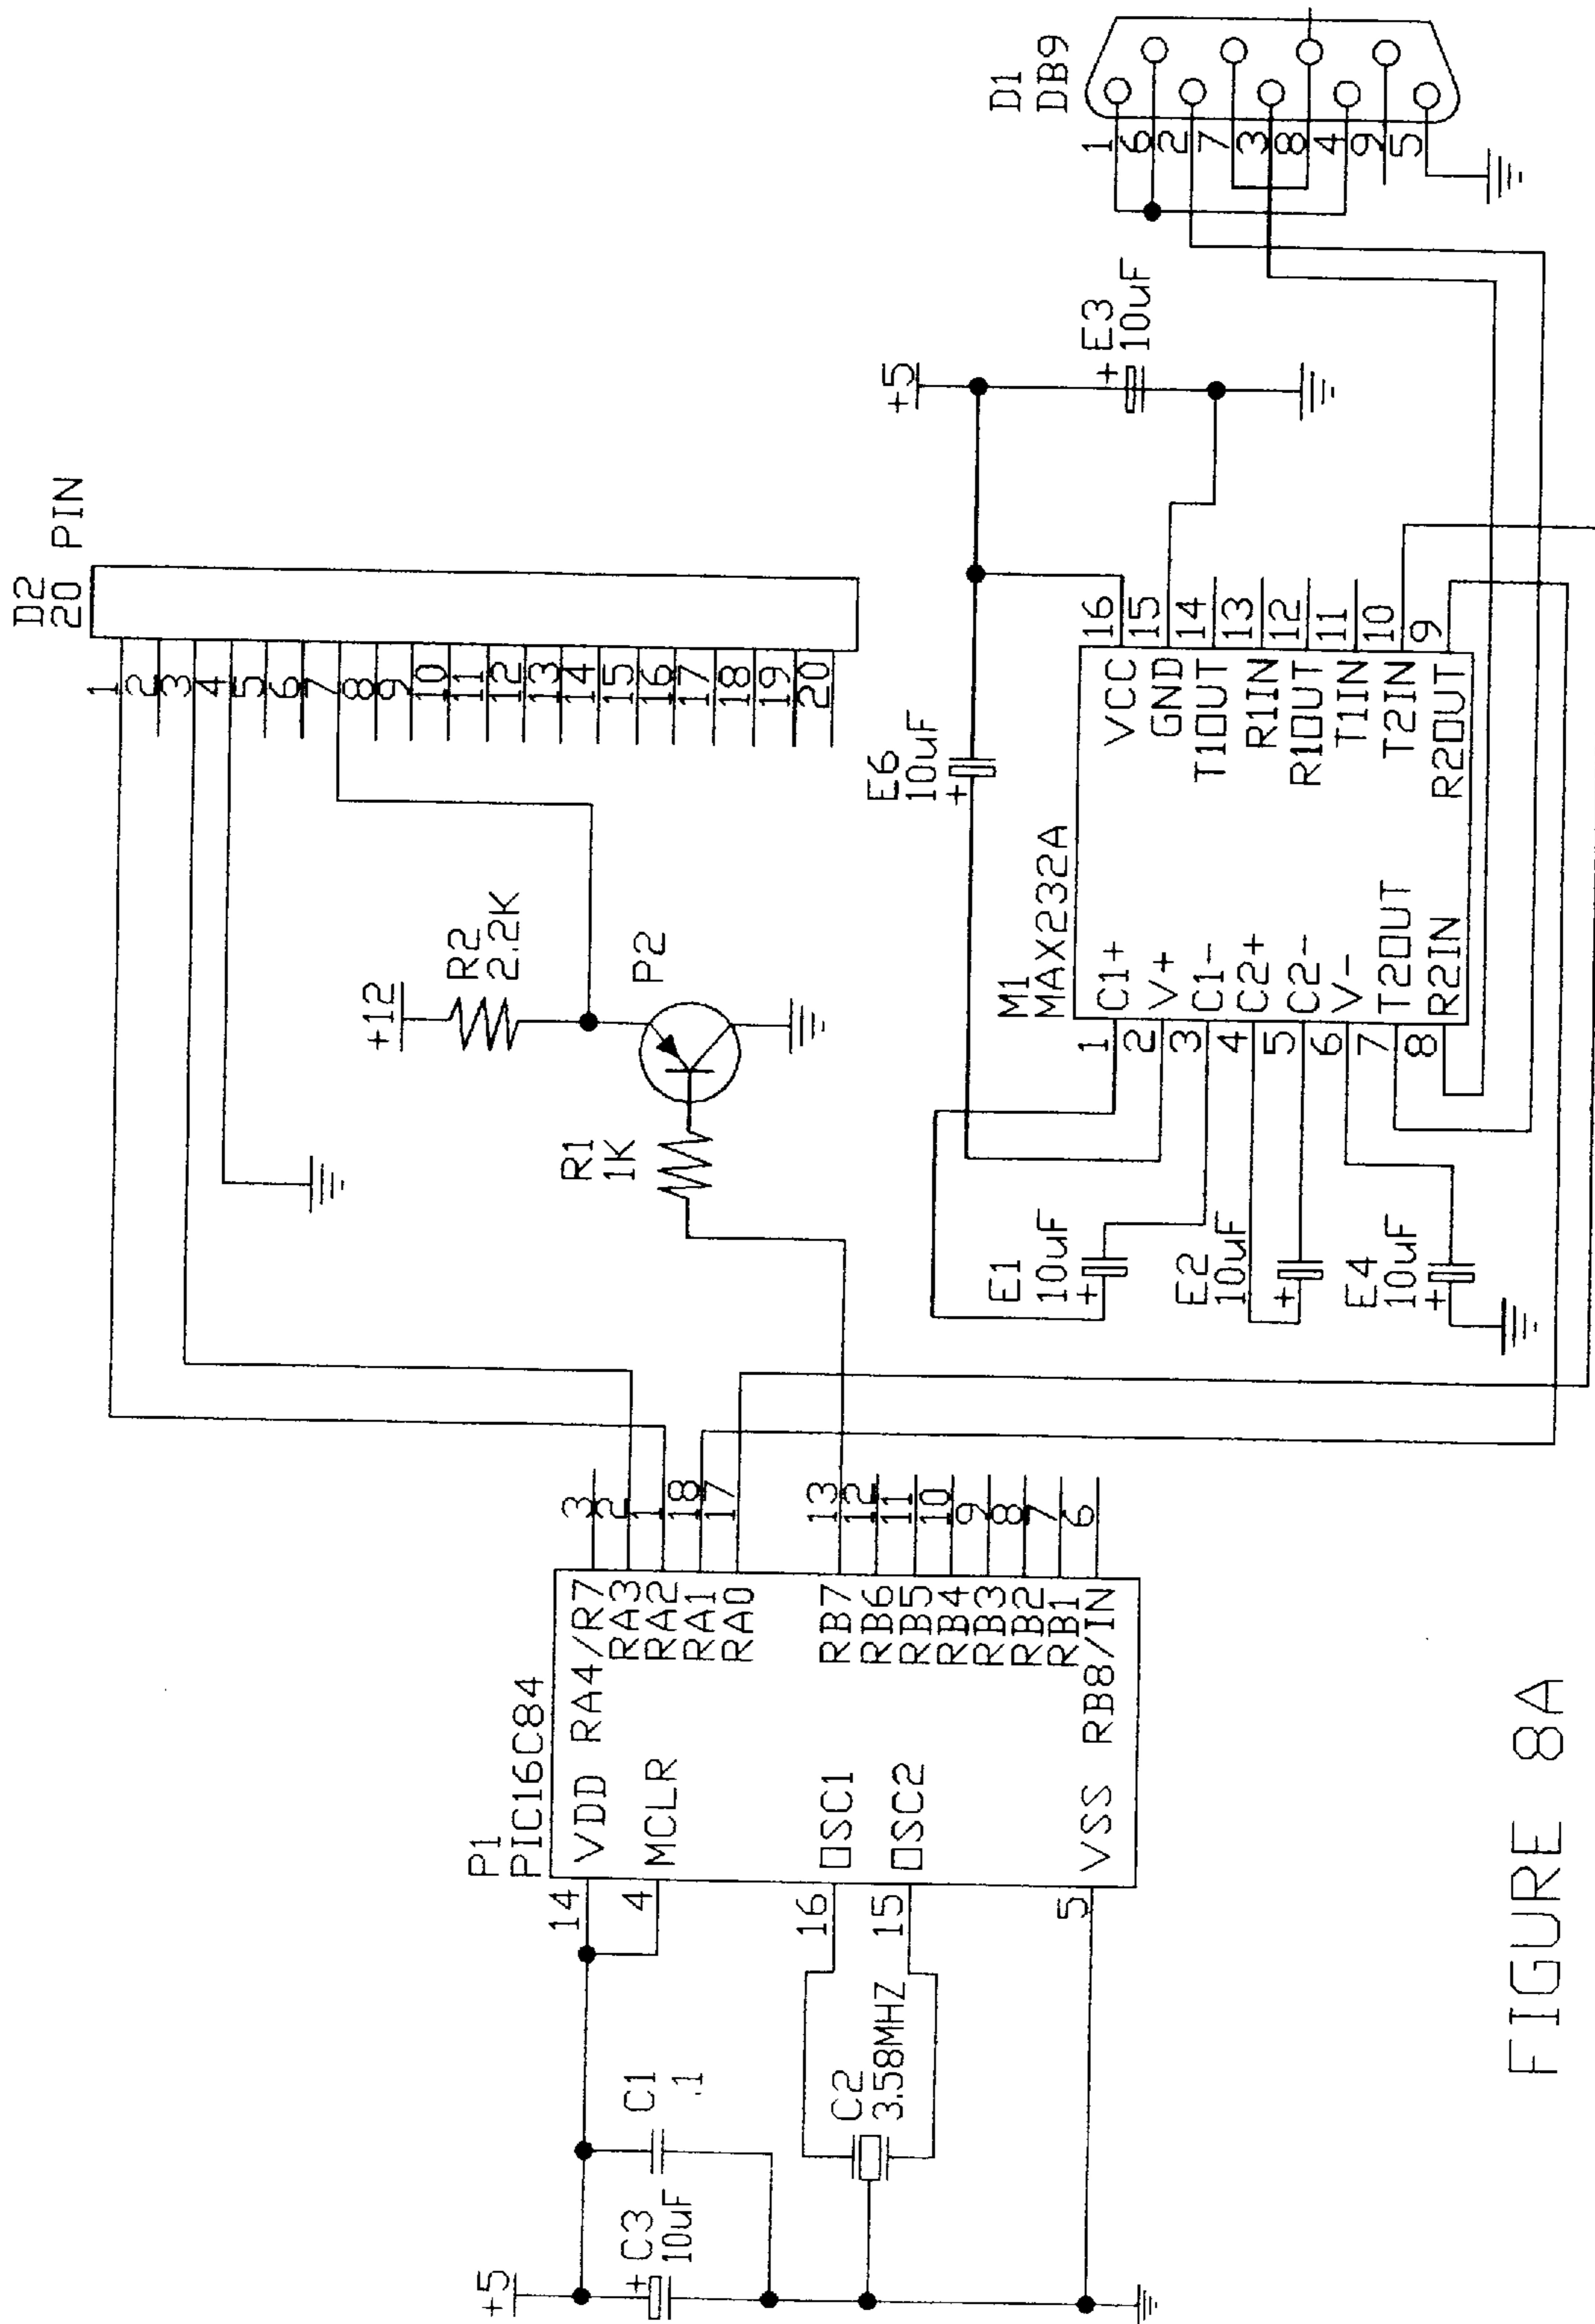 +5
C3
10uF
+
C1
.1
C2
3.58MHZ
14
4
16
15
5
P1
PIC16C84
VDD
MCLR
OSC1
OSC2
VSS
RA4/R7
RA3
RA2
RA1
RA0
RB7
RB6
RB5
RB4
RB3
RB2
RB1
RB8/IN
3
2
1
18
17
13
12
11
10
9
8
7
6
R1
1K
+12
R2
2.2K
P2
D2
20 PIN
1
2
3
4
5
6
7
8
9
10
11
12
13
14
15
16
17
18
19
20
E1
10uF
+
E2
10uF
+
E4
10uF
+
E6
10uF
+
M1
MAX232A
1
2
3
4
5
6
7
8
C1+
V+
C1-
C2+
C2-
V-
T2OUT
R2IN
VCC
GND
T1OUT
R1IN
R1OUT
T1IN
T2IN
R2OUT
16
15
14
13
12
11
10
9
+5
E3
10uF
+
D1
DB9
1
6
2
7
3
8
4
9
5
FIGURE 8A